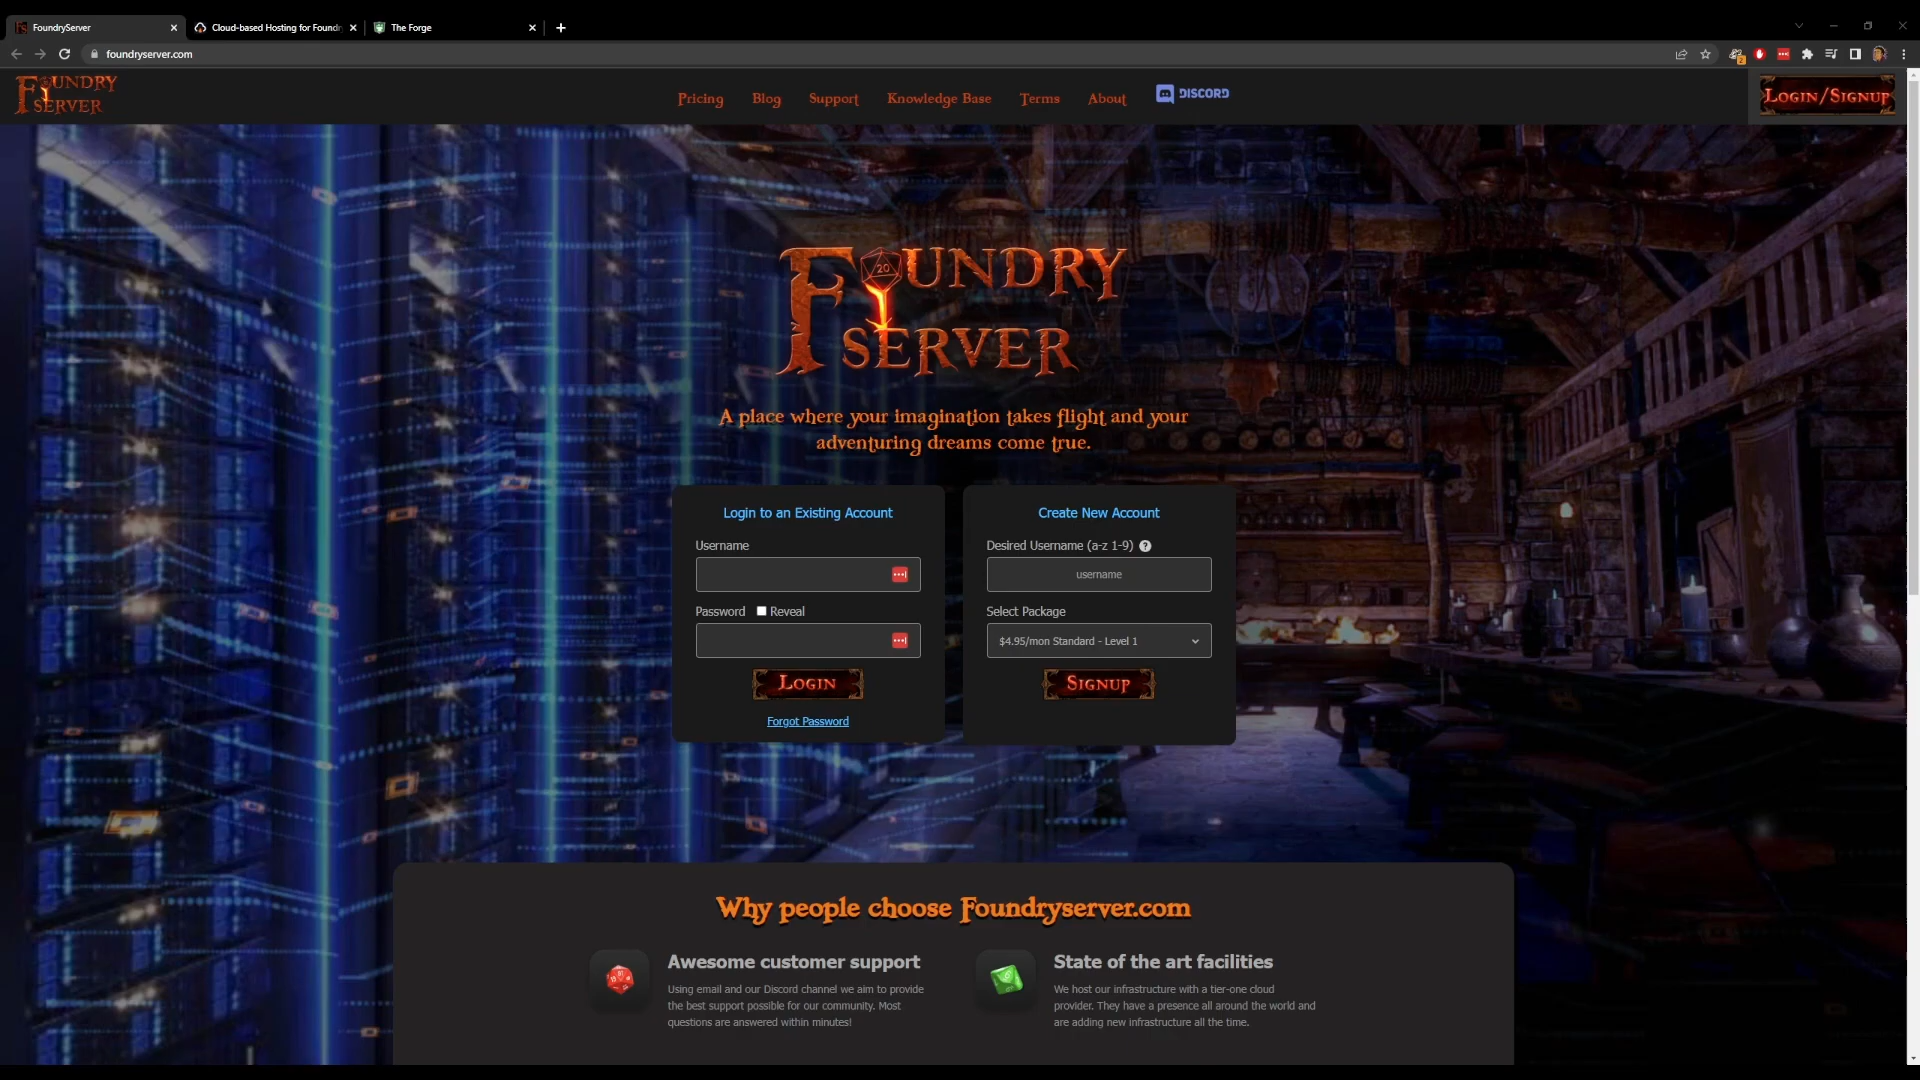 FoundryServer
Cloud-based Hosting for Foundr
The Forge
foundryserver.com
FOUNDRY
SERVER
Pricing
Blog
Support
Knowledge Base
Terms
About
DISCORD
Login/Signup
FOUNDRY
20
SERVER
A place where your imagination takes flight and your
adventuring dreams come true.
Login to an Existing Account
Username
Password
Reveal
Login
Forgot Password
Create New Account
Desired Username (a-z 1-9) ?
username
Select Package
$4.95/mon Standard - Level 1
Signup
Why people choose Foundryserver.com
Awesome customer support
Using email and our Discord channel we aim to provide
the best support possible for our community. Most
questions are answered within minutes!
State of the art facilities
We host our infrastructure with a tier-one cloud
provider. They have a presence all around the world and
are adding new infrastructure all the time.